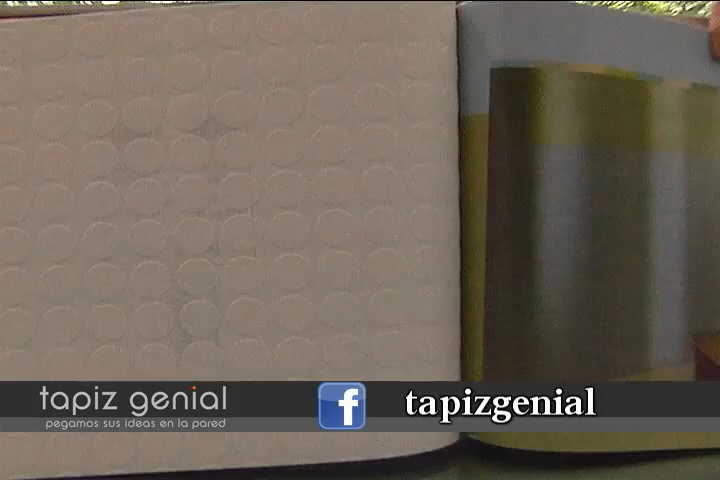 tapiz genial
pegamos sus ideas en la pared
f
tapizgenial